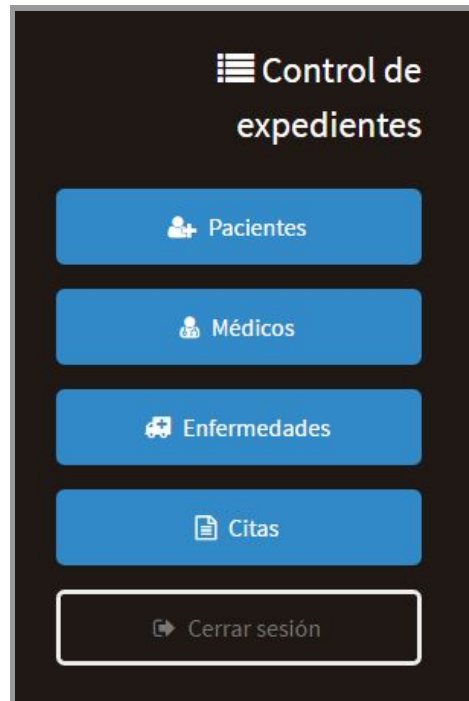 Control de
expedientes
Pacientes
Médicos
Enfermedades
Citas
Cerrar sesión